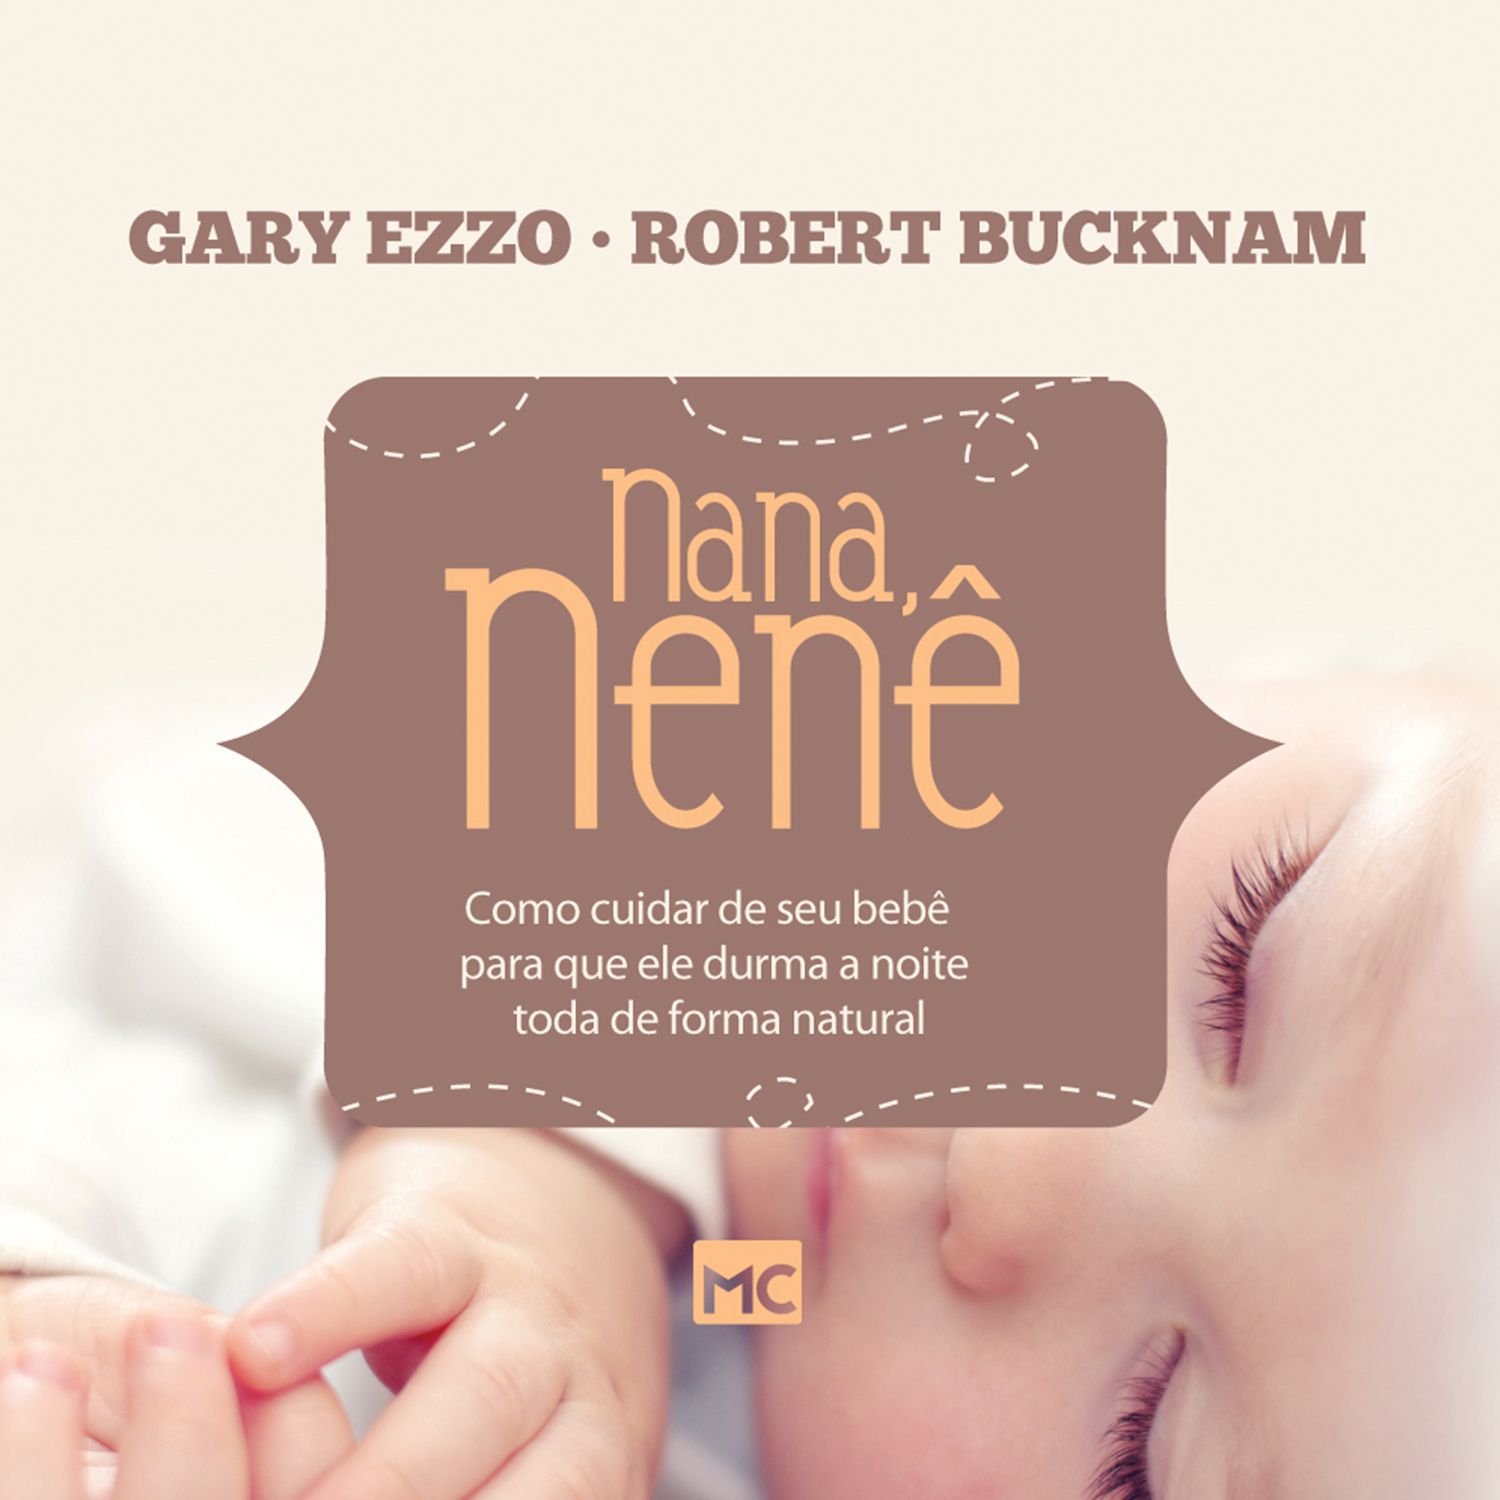 GARY EZZO • ROBERT BUCKNAM
nana,
nenê
Como cuidar de seu bebê
para que ele durma a noite
toda de forma natural
MC